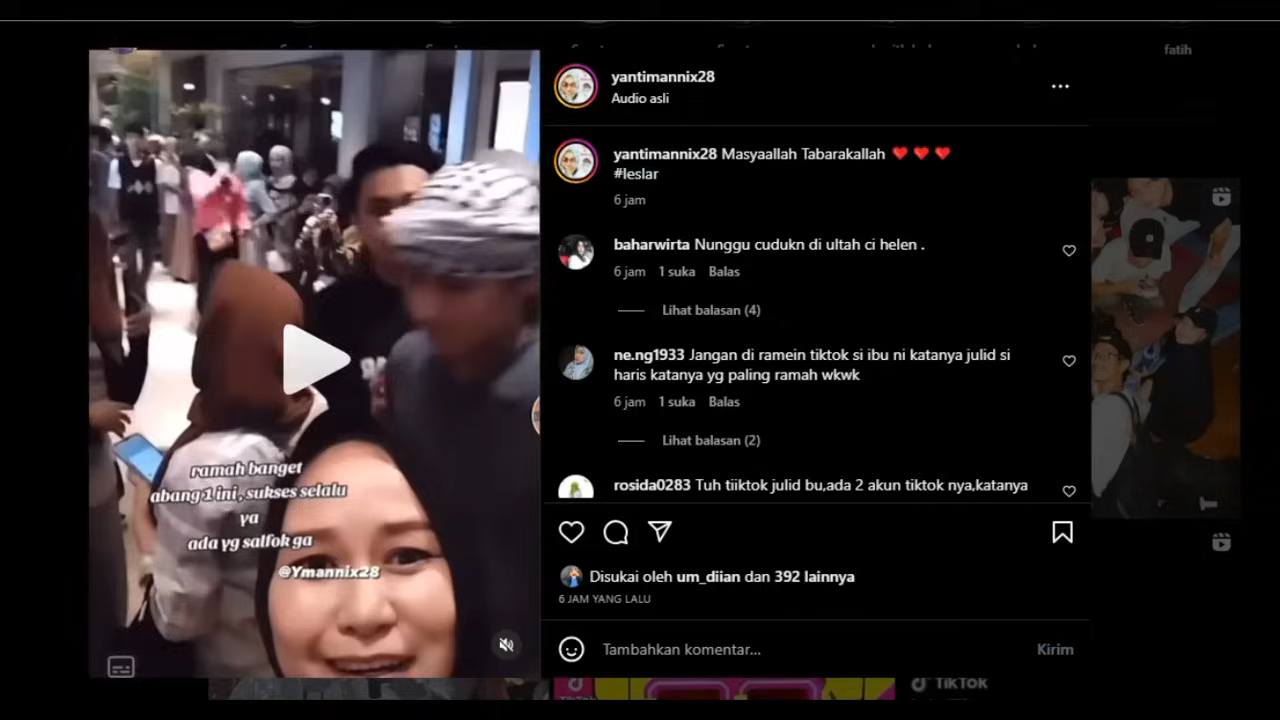 fatih
yantimannix28
Audio asli
yantimannix28 Masyaallah Tabarakallah ❤️❤️❤️
#leslar
6 jam
baharwirta Nunggu cudukn di ultah ci helen .
6 jam 1 suka Balas
Lihat balasan (4)
ne.ng1933 Jangan di ramein tiktok si ibu ni katanya julid si
haris katanya yg paling ramah wkwk
6 jam 1 suka Balas
Lihat balasan (2)
rosida0283 Tuh tiiktok julid bu,ada 2 akun tiktok nya,katanya
Disukai oleh um_diian dan 392 lainnya
6 JAM YANG LALU
Tambahkan komentar...
Kirim
ramah banget
abang 1 ini, sukses selalu
ya
ada yg salfok ga
@Ymannix28
TikTok
TikTok